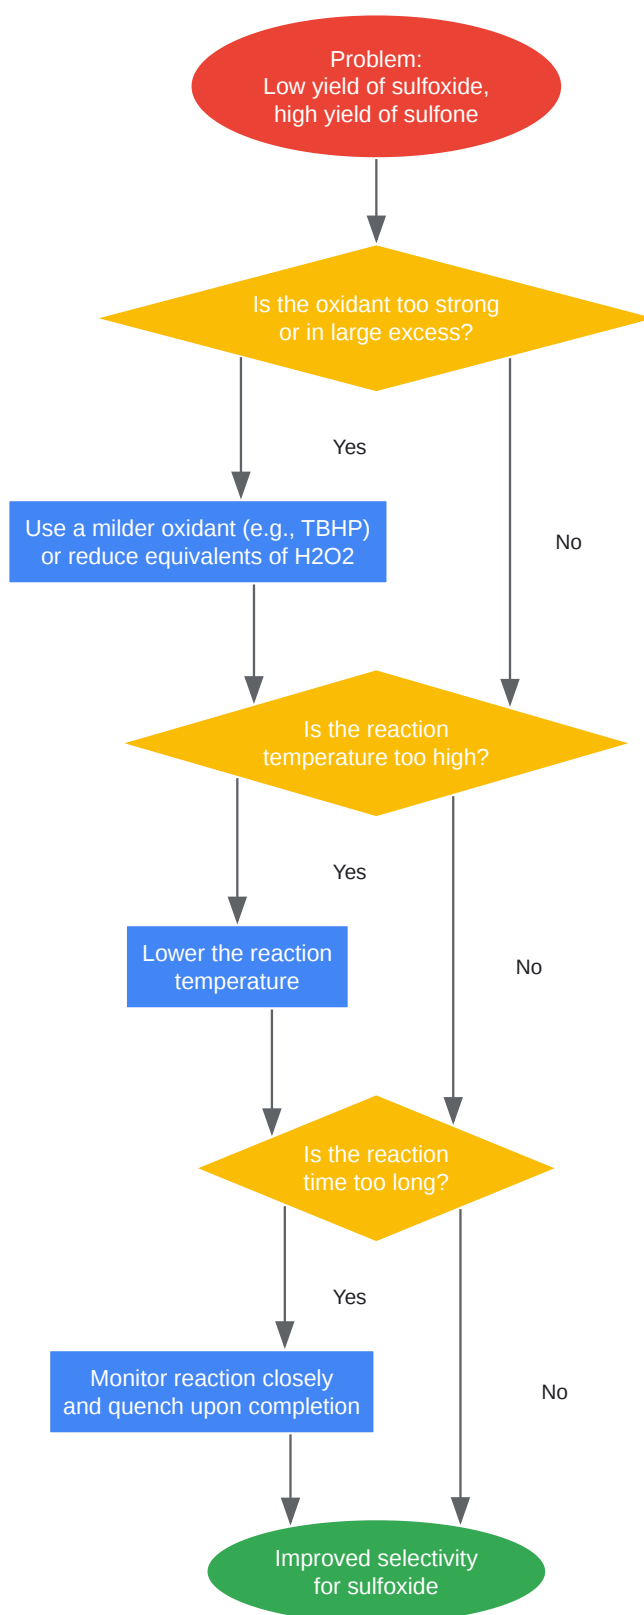 Problem:
Low yield of sulfoxide,
high yield of sulfone
Is the oxidant too strong
or in large excess?
Yes
Use a milder oxidant (e.g., TBHP)
or reduce equivalents of H2O2
No
Is the reaction
temperature too high?
Yes
Lower the reaction
temperature
No
Is the reaction
time too long?
Yes
Monitor reaction closely
and quench upon completion
No
Improved selectivity
for sulfoxide